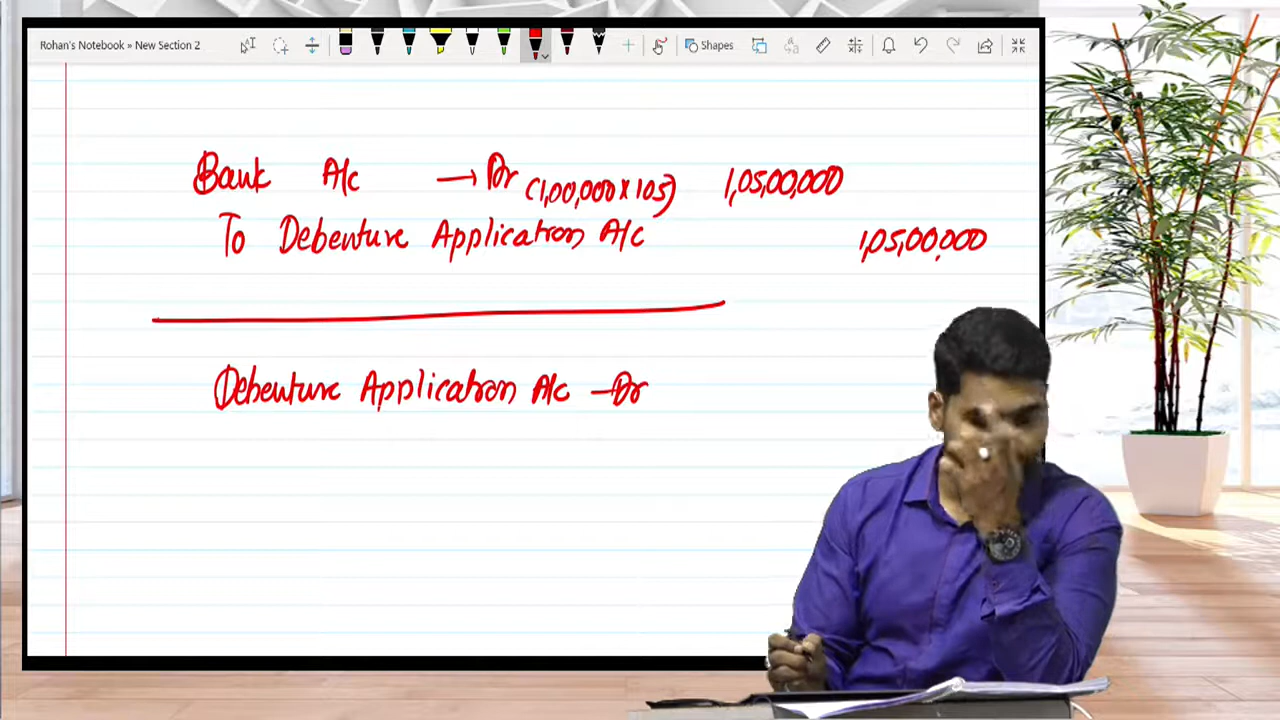 Rohan's Notebook » New Section 2
Shapes
Bank A/c → Dr (1,00,000×105) 1,05,00,000
To Debenture Application A/c 1,05,00,000
Debenture Application A/c — Dr